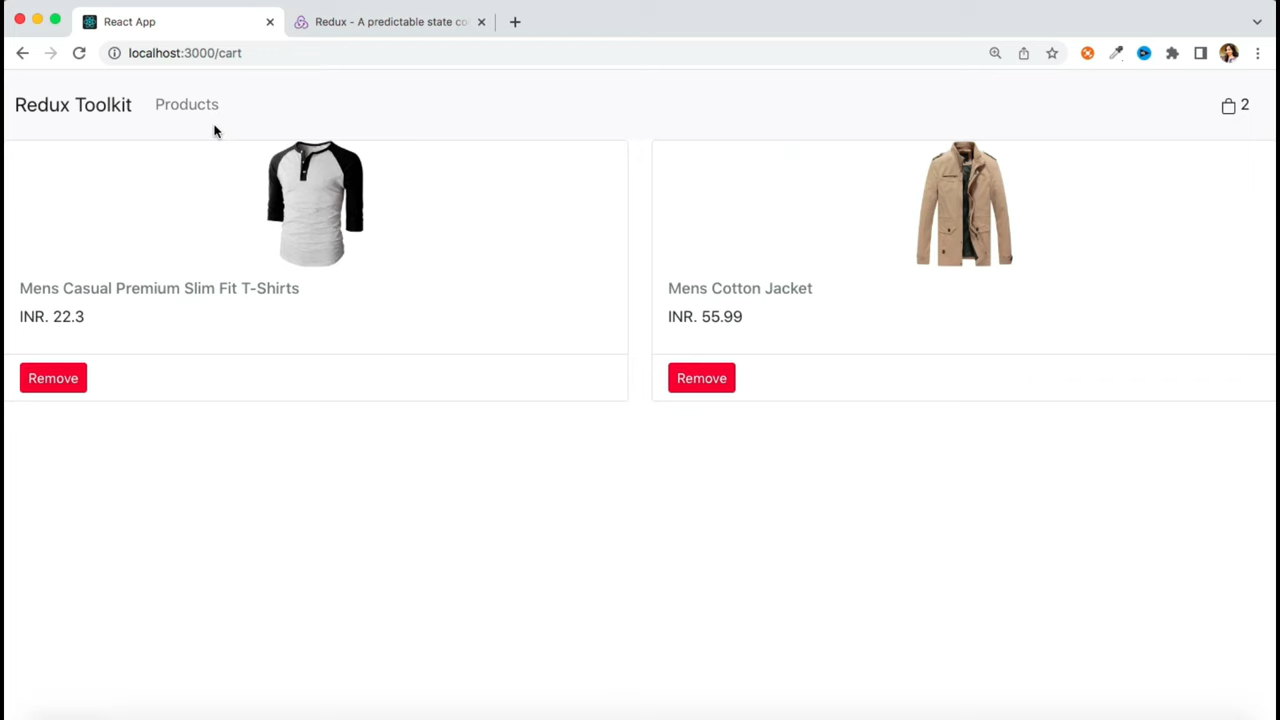 React App
Redux - A predictable state co
localhost:3000/cart
Redux Toolkit
Products
2
Mens Casual Premium Slim Fit T-Shirts
INR. 22.3
Remove
Mens Cotton Jacket
INR. 55.99
Remove